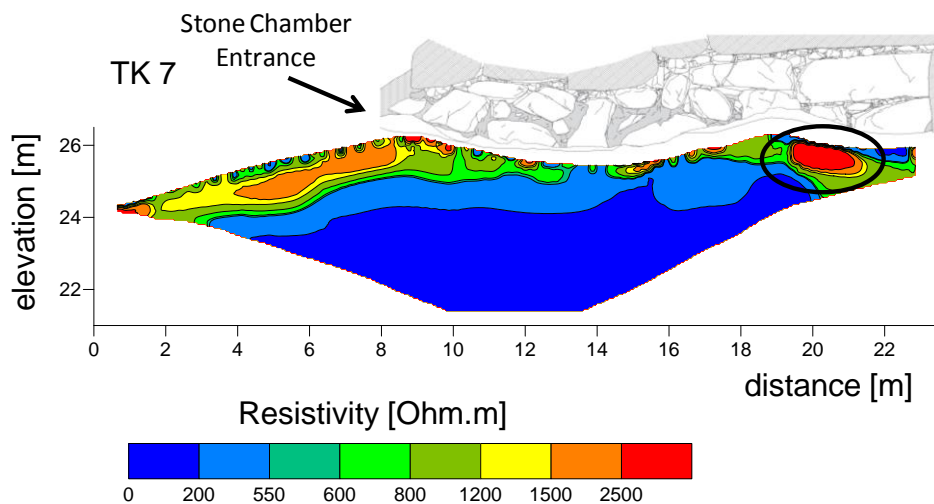 Stone Chamber
Entrance
TK 7
elevation [m]
26
24
22
0 2 4 6 8 10 12 14 16 18 20 22
distance [m]
Resistivity [Ohm.m]
0 200 550 600 800 1200 1500 2500